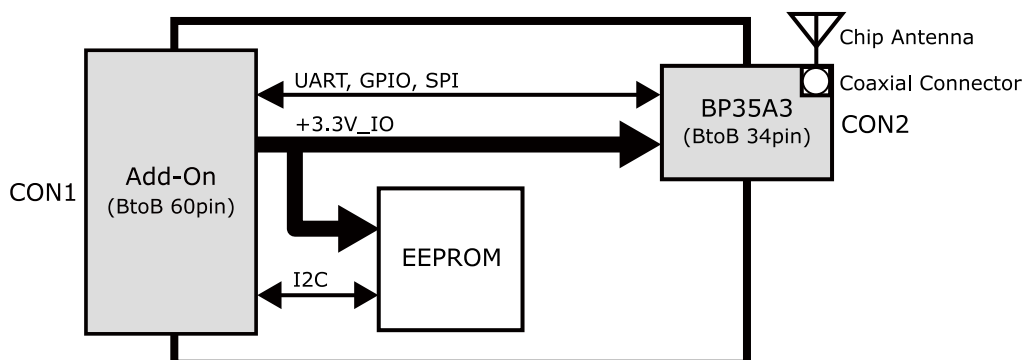 Chip Antenna
UART, GPIO, SPI
Coaxial Connector
BP35A3
(BtoB 34pin)
CON2
+3.3V_IO
CON1
Add-On
(BtoB 60pin)
EEPROM
I2C